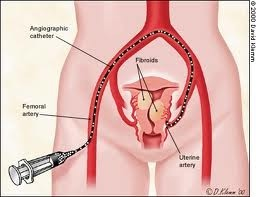 Angiographic
catheter
Fibroids
Femoral
artery
Uterine
artery
© 2000 David Klemm
© D. Klemm '00